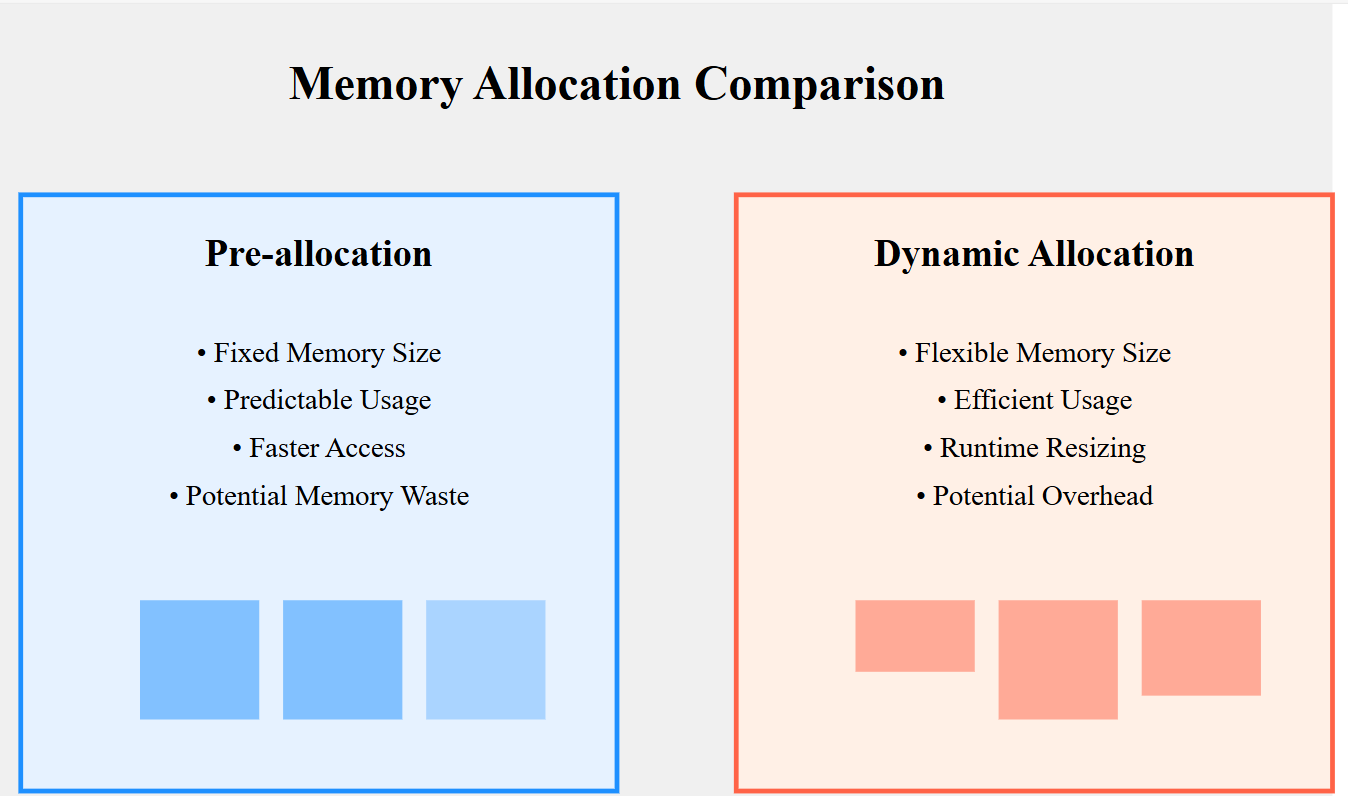 Memory Allocation Comparison
Pre-allocation
• Fixed Memory Size
• Predictable Usage
• Faster Access
• Potential Memory Waste
Dynamic Allocation
• Flexible Memory Size
• Efficient Usage
• Runtime Resizing
• Potential Overhead